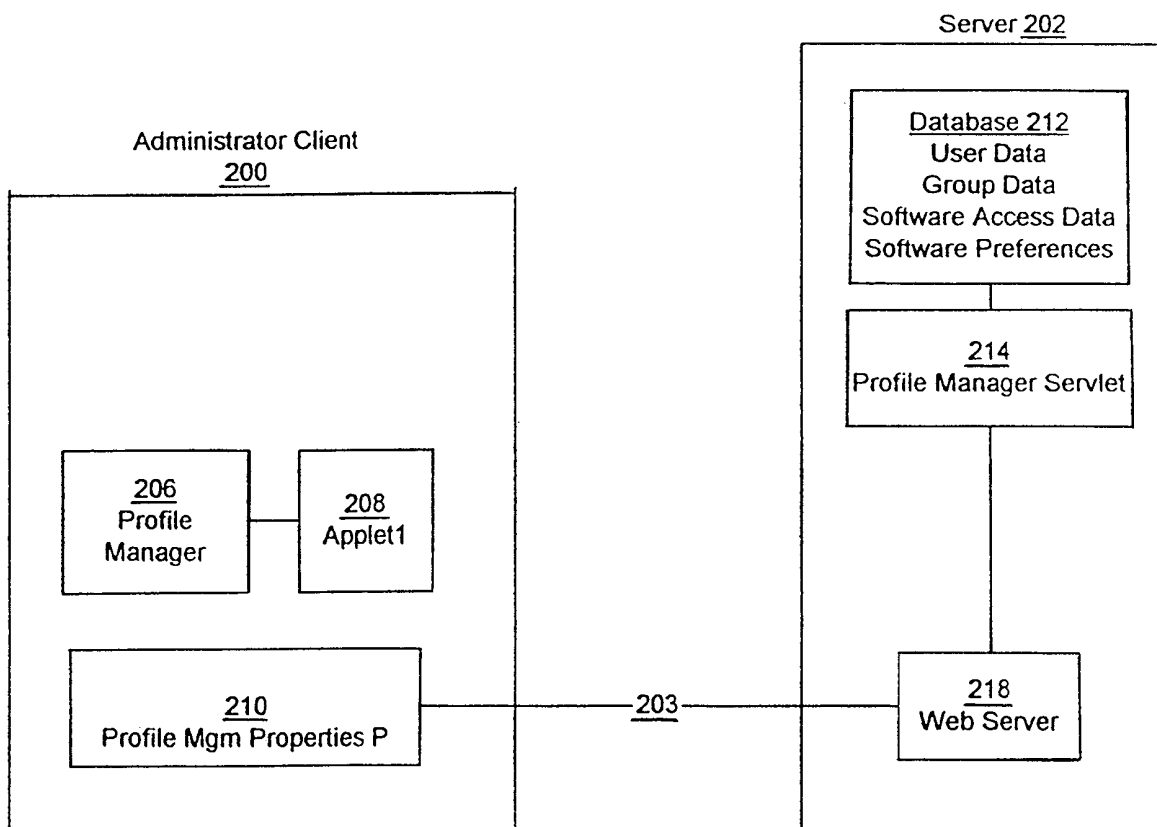 Server 202
Database 212
User Data
Group Data
Software Access Data
Software Preferences
Administrator Client
200
214
Profile Manager Servlet
206
Profile
Manager
208
Applet1
210
Profile Mgm Properties P
203
218
Web Server